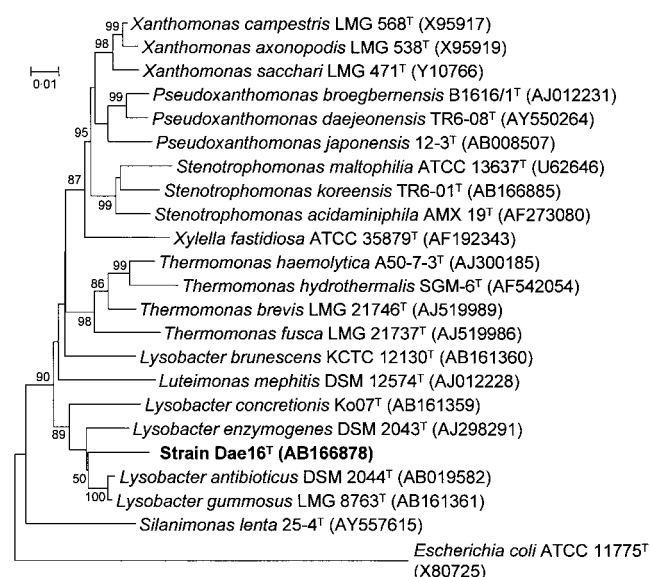 99
Xanthomonas campestris LMG 568ᵀ (X95917)
98
Xanthomonas axonopodis LMG 538ᵀ (X95919)
Xanthomonas sacchari LMG 471ᵀ (Y10766)
0·01
99
Pseudoxanthomonas broegbernensis B1616/1ᵀ (AJ012231)
Pseudoxanthomonas daejeonensis TR6-08ᵀ (AY550264)
95
Pseudoxanthomonas japonensis 12-3ᵀ (AB008507)
Stenotrophomonas maltophilia ATCC 13637ᵀ (U62646)
87
Stenotrophomonas koreensis TR6-01ᵀ (AB166885)
99
Stenotrophomonas acidaminiphila AMX 19ᵀ (AF273080)
Xylella fastidiosa ATCC 35879ᵀ (AF192343)
99
Thermomonas haemolytica A50-7-3ᵀ (AJ300185)
86
Thermomonas hydrothermalis SGM-6ᵀ (AF542054)
Thermomonas brevis LMG 21746ᵀ (AJ519989)
98
Thermomonas fusca LMG 21737ᵀ (AJ519986)
Lysobacter brunescens KCTC 12130ᵀ (AB161360)
90
Luteimonas mephitis DSM 12574ᵀ (AJ012228)
Lysobacter concretionis Ko07ᵀ (AB161359)
89
Lysobacter enzymogenes DSM 2043ᵀ (AJ298291)
Strain Dae16ᵀ (AB166878)
50
Lysobacter antibioticus DSM 2044ᵀ (AB019582)
100
Lysobacter gummosus LMG 8763ᵀ (AB161361)
Silanimonas lenta 25-4ᵀ (AY557615)
Escherichia coli ATCC 11775ᵀ
(X80725)